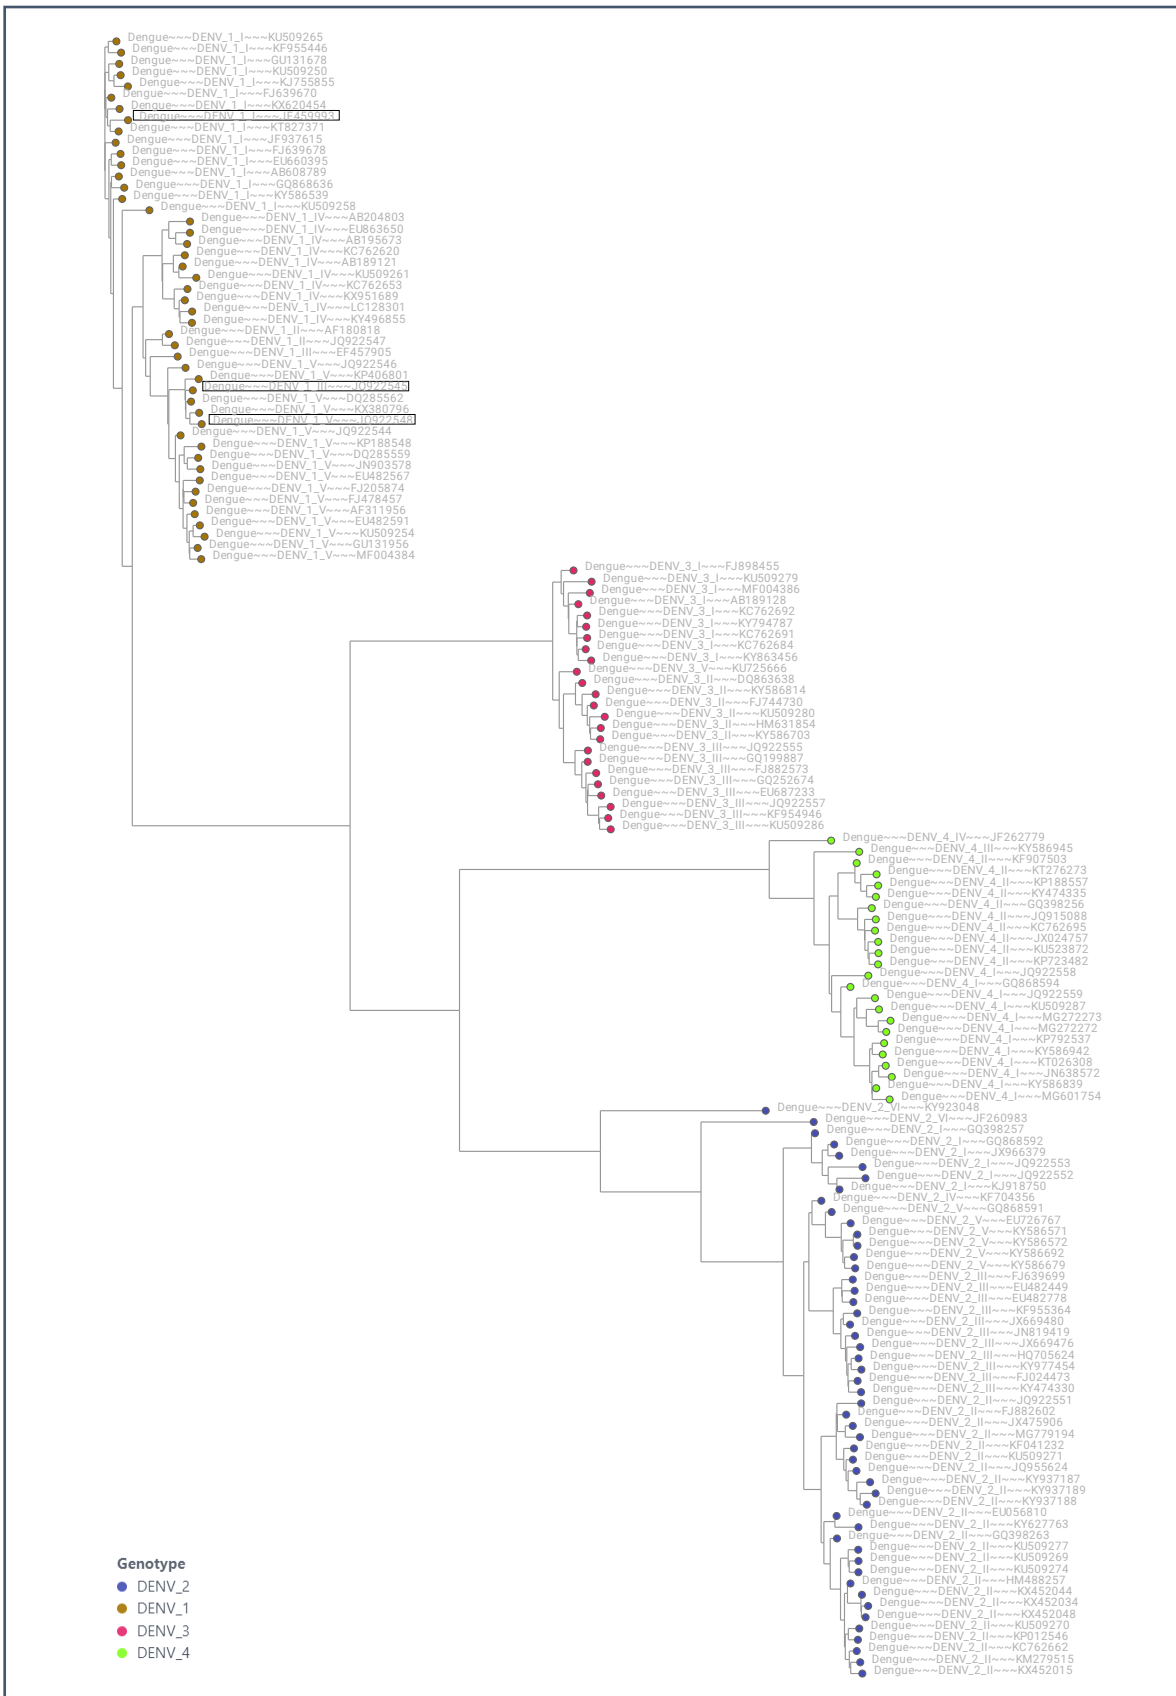 Dengue~~~DENV_1_I~~~KU509265
Dengue~~~DENV_1_I~~~KF955446
Dengue~~~DENV_1_I~~~GU131678
Dengue~~~DENV_1_I~~~KU509250
Dengue~~~DENV_1_I~~~KJ755855
Dengue~~~DENV_1_I~~~FJ639670
Dengue~~~DENV_1_I~~~KX620454
Dengue~~~DENV_1_I~~~JF459993
Dengue~~~DENV_1_I~~~KT827371
Dengue~~~DENV_1_I~~~JF937615
Dengue~~~DENV_1_I~~~FJ639678
Dengue~~~DENV_1_I~~~EU660395
Dengue~~~DENV_1_I~~~AB608789
Dengue~~~DENV_1_I~~~GQ868636
Dengue~~~DENV_1_I~~~KY586539
Dengue~~~DENV_1_I~~~KU509258
Dengue~~~DENV_1_IV~~~AB204803
Dengue~~~DENV_1_IV~~~EU863650
Dengue~~~DENV_1_IV~~~AB195673
Dengue~~~DENV_1_IV~~~KC762620
Dengue~~~DENV_1_IV~~~AB189121
Dengue~~~DENV_1_IV~~~KU509261
Dengue~~~DENV_1_IV~~~KC762653
Dengue~~~DENV_1_IV~~~KX951689
Dengue~~~DENV_1_IV~~~LC128301
Dengue~~~DENV_1_IV~~~KY496855
Dengue~~~DENV_1_II~~~AF180818
Dengue~~~DENV_1_II~~~JQ922547
Dengue~~~DENV_1_III~~~EF457905
Dengue~~~DENV_1_V~~~JQ922546
Dengue~~~DENV_1_V~~~KP406801
Dengue~~~DENV_1_III~~~JQ922545
Dengue~~~DENV_1_V~~~DQ285562
Dengue~~~DENV_1_V~~~KX380796
Dengue~~~DENV_1_V~~~JQ922548
Dengue~~~DENV_1_V~~~JQ922544
Dengue~~~DENV_1_V~~~KP188548
Dengue~~~DENV_1_V~~~DQ285559
Dengue~~~DENV_1_V~~~JN903578
Dengue~~~DENV_1_V~~~EU482567
Dengue~~~DENV_1_V~~~FJ205874
Dengue~~~DENV_1_V~~~FJ478457
Dengue~~~DENV_1_V~~~AF311956
Dengue~~~DENV_1_V~~~EU482591
Dengue~~~DENV_1_V~~~KU509254
Dengue~~~DENV_1_V~~~GU131956
Dengue~~~DENV_1_V~~~MF004384
Dengue~~~DENV_3_I~~~FJ898455
Dengue~~~DENV_3_I~~~KU509279
Dengue~~~DENV_3_I~~~MF004386
Dengue~~~DENV_3_I~~~AB189128
Dengue~~~DENV_3_I~~~KC762692
Dengue~~~DENV_3_I~~~KY794787
Dengue~~~DENV_3_I~~~KC762691
Dengue~~~DENV_3_I~~~KC762684
Dengue~~~DENV_3_I~~~KY863456
Dengue~~~DENV_3_V~~~KU725666
Dengue~~~DENV_3_II~~~DQ863638
Dengue~~~DENV_3_II~~~KY586814
Dengue~~~DENV_3_II~~~FJ744730
Dengue~~~DENV_3_II~~~KU509280
Dengue~~~DENV_3_II~~~HM631854
Dengue~~~DENV_3_II~~~KY586703
Dengue~~~DENV_3_III~~~JQ922555
Dengue~~~DENV_3_III~~~GQ199887
Dengue~~~DENV_3_III~~~FJ882573
Dengue~~~DENV_3_III~~~GQ252674
Dengue~~~DENV_3_III~~~EU687233
Dengue~~~DENV_3_III~~~JQ922557
Dengue~~~DENV_3_III~~~KF954946
Dengue~~~DENV_3_III~~~KU509286
Dengue~~~DENV_4_IV~~~JF262779
Dengue~~~DENV_4_III~~~KY586945
Dengue~~~DENV_4_II~~~KF907503
Dengue~~~DENV_4_II~~~KT276273
Dengue~~~DENV_4_II~~~KP188557
Dengue~~~DENV_4_II~~~KY474335
Dengue~~~DENV_4_II~~~GQ398256
Dengue~~~DENV_4_II~~~JQ915088
Dengue~~~DENV_4_II~~~KC762695
Dengue~~~DENV_4_II~~~JX024757
Dengue~~~DENV_4_II~~~KU523872
Dengue~~~DENV_4_II~~~KP723482
Dengue~~~DENV_4_I~~~JQ922558
Dengue~~~DENV_4_I~~~GQ868594
Dengue~~~DENV_4_I~~~JQ922559
Dengue~~~DENV_4_I~~~KU509287
Dengue~~~DENV_4_I~~~MG272273
Dengue~~~DENV_4_I~~~MG272272
Dengue~~~DENV_4_I~~~KP792537
Dengue~~~DENV_4_I~~~KY586942
Dengue~~~DENV_4_I~~~KT026308
Dengue~~~DENV_4_I~~~JN638572
Dengue~~~DENV_4_I~~~KY586839
Dengue~~~DENV_4_I~~~MG601754
Dengue~~~DENV_2_VI~~~KY923048
Dengue~~~DENV_2_VI~~~JF260983
Dengue~~~DENV_2_I~~~GQ398257
Dengue~~~DENV_2_I~~~GQ868592
Dengue~~~DENV_2_I~~~JX966379
Dengue~~~DENV_2_I~~~JQ922553
Dengue~~~DENV_2_I~~~JQ922552
Dengue~~~DENV_2_I~~~KJ918750
Dengue~~~DENV_2_IV~~~KF704356
Dengue~~~DENV_2_V~~~GQ868591
Dengue~~~DENV_2_V~~~EU726767
Dengue~~~DENV_2_V~~~KY586571
Dengue~~~DENV_2_V~~~KY586572
Dengue~~~DENV_2_V~~~KY586692
Dengue~~~DENV_2_V~~~KY586679
Dengue~~~DENV_2_III~~~FJ639699
Dengue~~~DENV_2_III~~~EU482449
Dengue~~~DENV_2_III~~~EU482778
Dengue~~~DENV_2_III~~~KF955364
Dengue~~~DENV_2_III~~~JX669480
Dengue~~~DENV_2_III~~~JN819419
Dengue~~~DENV_2_III~~~JX669476
Dengue~~~DENV_2_III~~~HQ705624
Dengue~~~DENV_2_III~~~KY977454
Dengue~~~DENV_2_III~~~FJ024473
Dengue~~~DENV_2_III~~~KY474330
Dengue~~~DENV_2_II~~~JQ922551
Dengue~~~DENV_2_II~~~FJ882602
Dengue~~~DENV_2_II~~~JX475906
Dengue~~~DENV_2_II~~~MG779194
Dengue~~~DENV_2_II~~~KF041232
Dengue~~~DENV_2_II~~~KU509271
Dengue~~~DENV_2_II~~~JQ955624
Dengue~~~DENV_2_II~~~KY937187
Dengue~~~DENV_2_II~~~KY937189
Dengue~~~DENV_2_II~~~KY937188
Dengue~~~DENV_2_II~~~EU056810
Dengue~~~DENV_2_II~~~KY627763
Dengue~~~DENV_2_II~~~GQ398263
Dengue~~~DENV_2_II~~~KU509277
Dengue~~~DENV_2_II~~~KU509269
Dengue~~~DENV_2_II~~~KU509274
Dengue~~~DENV_2_II~~~HM488257
Dengue~~~DENV_2_II~~~KX452044
Dengue~~~DENV_2_II~~~KX452034
Dengue~~~DENV_2_II~~~KX452048
Dengue~~~DENV_2_II~~~KU509270
Dengue~~~DENV_2_II~~~KP012546
Dengue~~~DENV_2_II~~~KC762662
Dengue~~~DENV_2_II~~~KM279515
Dengue~~~DENV_2_II~~~KX452015
Genotype
DENV_2
DENV_1
DENV_3
DENV_4